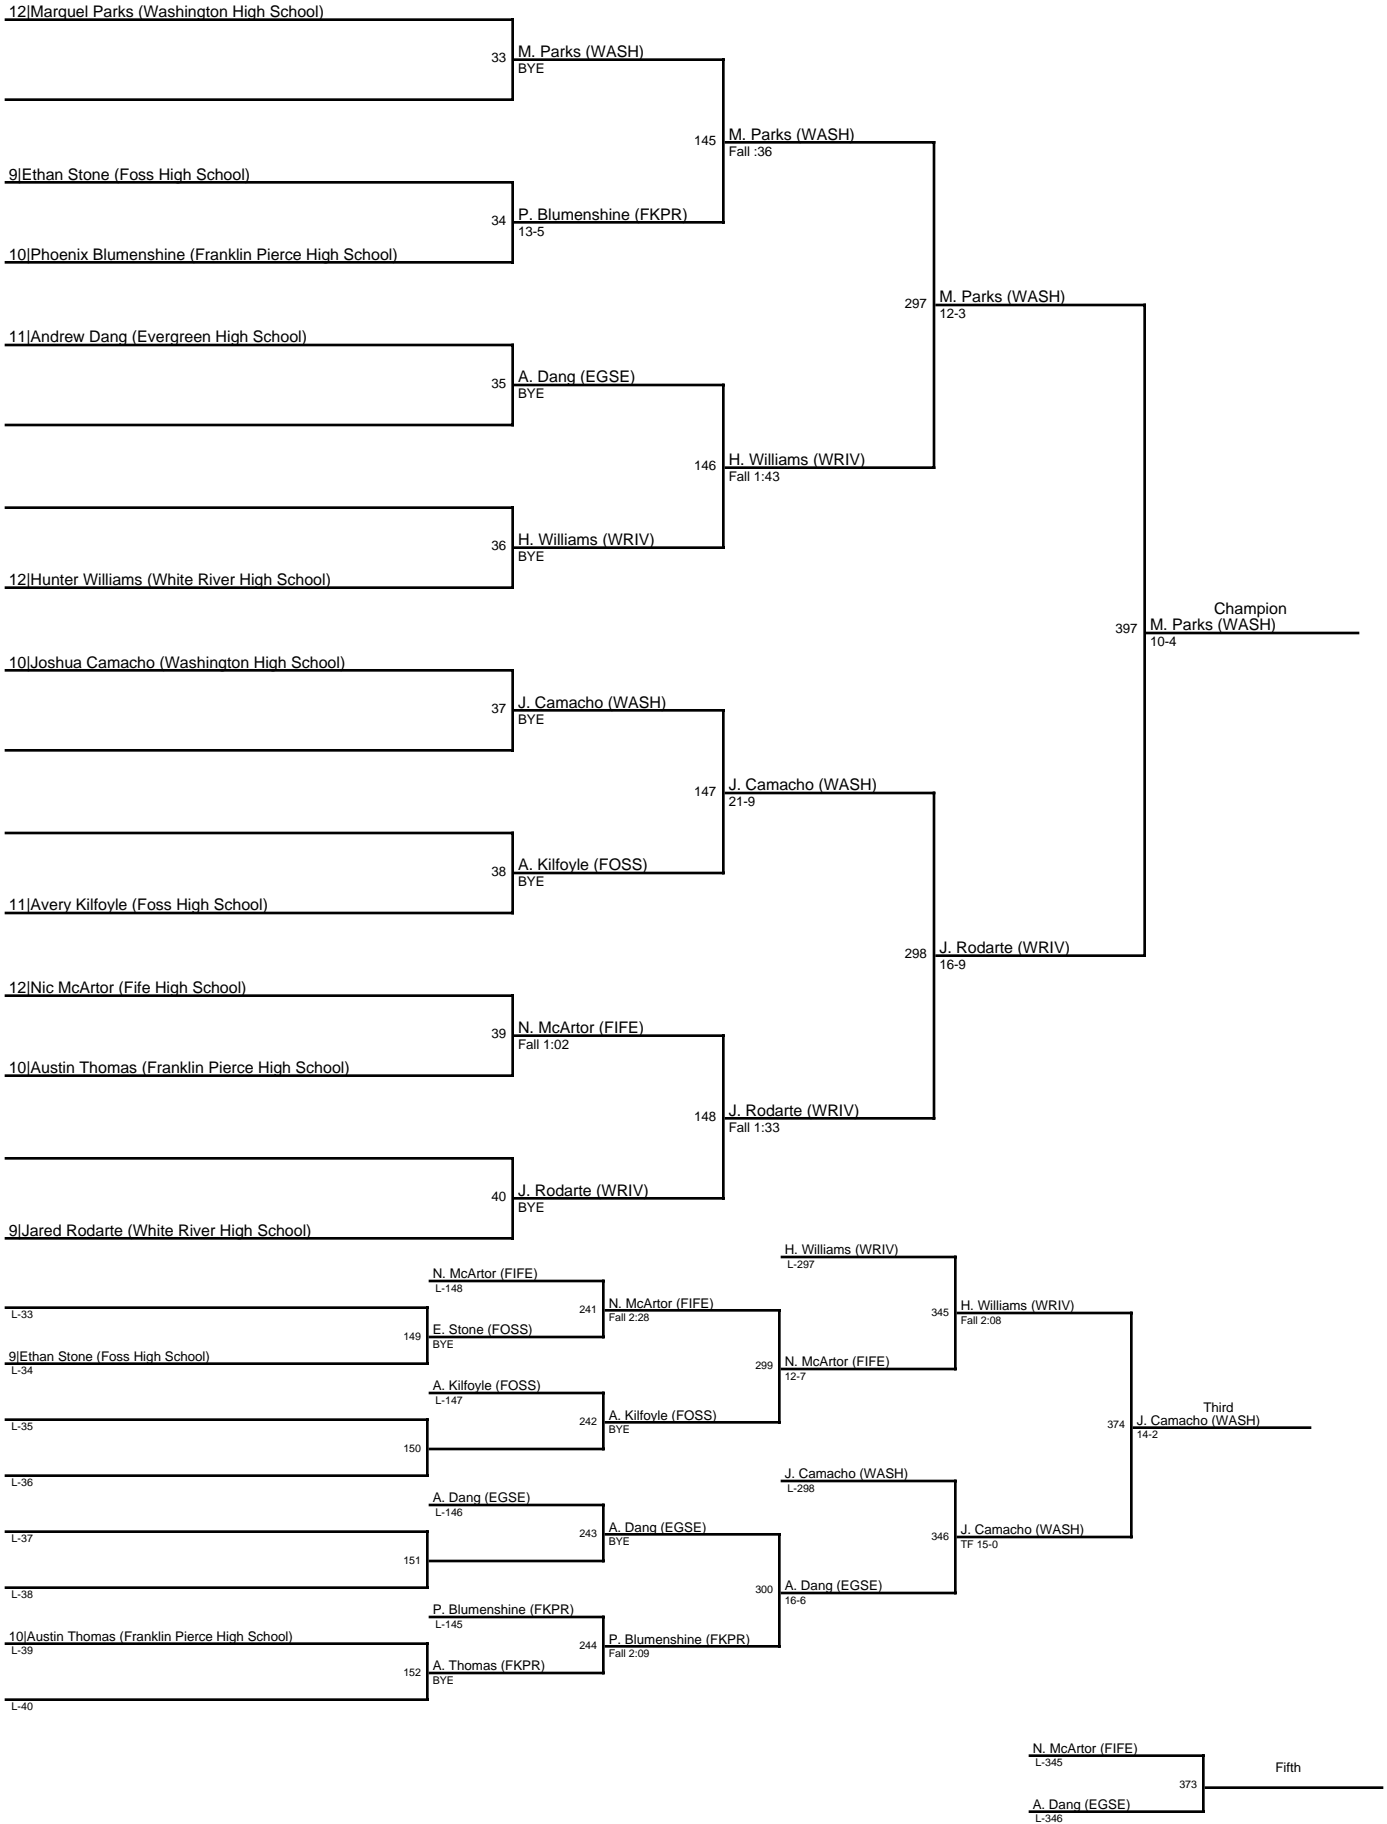 12|Marquel Parks (Washington High School)
33
M. Parks (WASH)
BYE
145
M. Parks (WASH)
Fall :36
9|Ethan Stone (Foss High School)
34
P. Blumenshine (FKPR)
13-5
10|Phoenix Blumenshine (Franklin Pierce High School)
297
M. Parks (WASH)
12-3
11|Andrew Dang (Evergreen High School)
35
A. Dang (EGSE)
BYE
146
H. Williams (WRIV)
Fall 1:43
36
H. Williams (WRIV)
BYE
12|Hunter Williams (White River High School)
397
Champion
M. Parks (WASH)
10-4
10|Joshua Camacho (Washington High School)
37
J. Camacho (WASH)
BYE
147
J. Camacho (WASH)
21-9
38
A. Kilfoyle (FOSS)
BYE
11|Avery Kilfoyle (Foss High School)
298
J. Rodarte (WRIV)
16-9
12|Nic McArtor (Fife High School)
39
N. McArtor (FIFE)
Fall 1:02
10|Austin Thomas (Franklin Pierce High School)
148
J. Rodarte (WRIV)
Fall 1:33
40
J. Rodarte (WRIV)
BYE
9|Jared Rodarte (White River High School)
H. Williams (WRIV)
L-297
N. McArtor (FIFE)
L-148
241
N. McArtor (FIFE)
Fall 2:28
345
H. Williams (WRIV)
Fall 2:08
L-33
149
E. Stone (FOSS)
BYE
9|Ethan Stone (Foss High School)
L-34
299
N. McArtor (FIFE)
12-7
A. Kilfoyle (FOSS)
L-147
242
A. Kilfoyle (FOSS)
BYE
L-35
150
L-36
374
Third
J. Camacho (WASH)
14-2
J. Camacho (WASH)
L-298
A. Dang (EGSE)
L-146
243
A. Dang (EGSE)
BYE
346
J. Camacho (WASH)
TF 15-0
L-37
151
L-38
300
A. Dang (EGSE)
16-6
P. Blumenshine (FKPR)
L-145
244
P. Blumenshine (FKPR)
Fall 2:09
10|Austin Thomas (Franklin Pierce High School)
L-39
152
A. Thomas (FKPR)
BYE
L-40
N. McArtor (FIFE)
L-345
373
Fifth
A. Dang (EGSE)
L-346